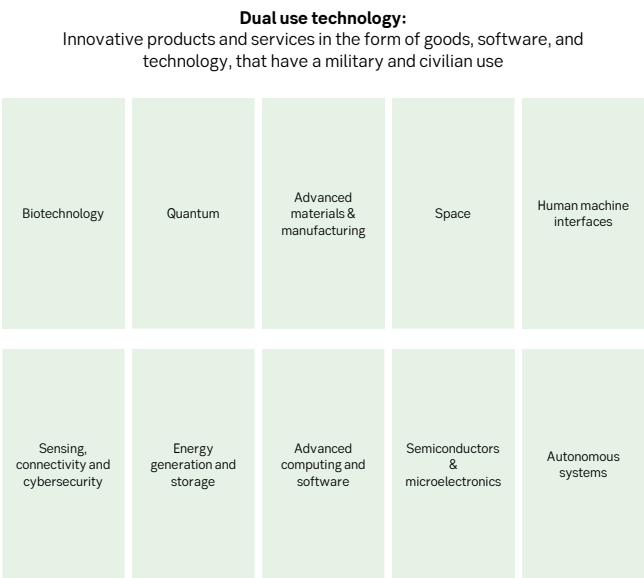 Dual use technology:
Innovative products and services in the form of goods, software, and
technology, that have a military and civilian use
Biotechnology
Quantum
Advanced
materials &
manufacturing
Space
Human machine
interfaces
Sensing,
connectivity and
cybersecurity
Energy
generation and
storage
Advanced
computing and
software
Semiconductors
&
microelectronics
Autonomous
systems